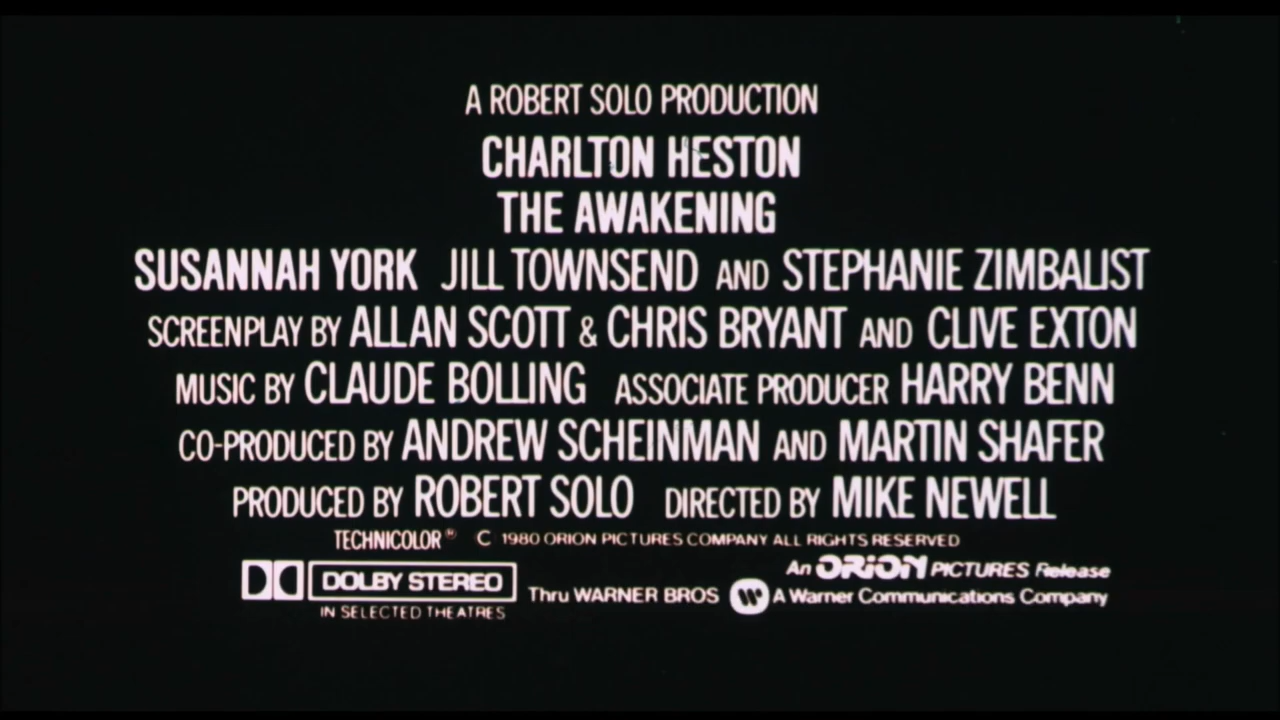 A ROBERT SOLO PRODUCTION
CHARLTON HESTON
THE AWAKENING
SUSANNAH YORK JILL TOWNSEND AND STEPHANIE ZIMBALIST
SCREENPLAY BY ALLAN SCOTT & CHRIS BRYANT AND CLIVE EXTON
MUSIC BY CLAUDE BOLLING ASSOCIATE PRODUCER HARRY BENN
CO-PRODUCED BY ANDREW SCHEINMAN AND MARTIN SHAFER
PRODUCED BY ROBERT SOLO DIRECTED BY MIKE NEWELL
TECHNICOLOR® C 1980 ORION PICTURES COMPANY ALL RIGHTS RESERVED
An ORION PICTURES Release
DOLBY STEREO
Thru WARNER BROS A Warner Communications Company
IN SELECTED THEATRES